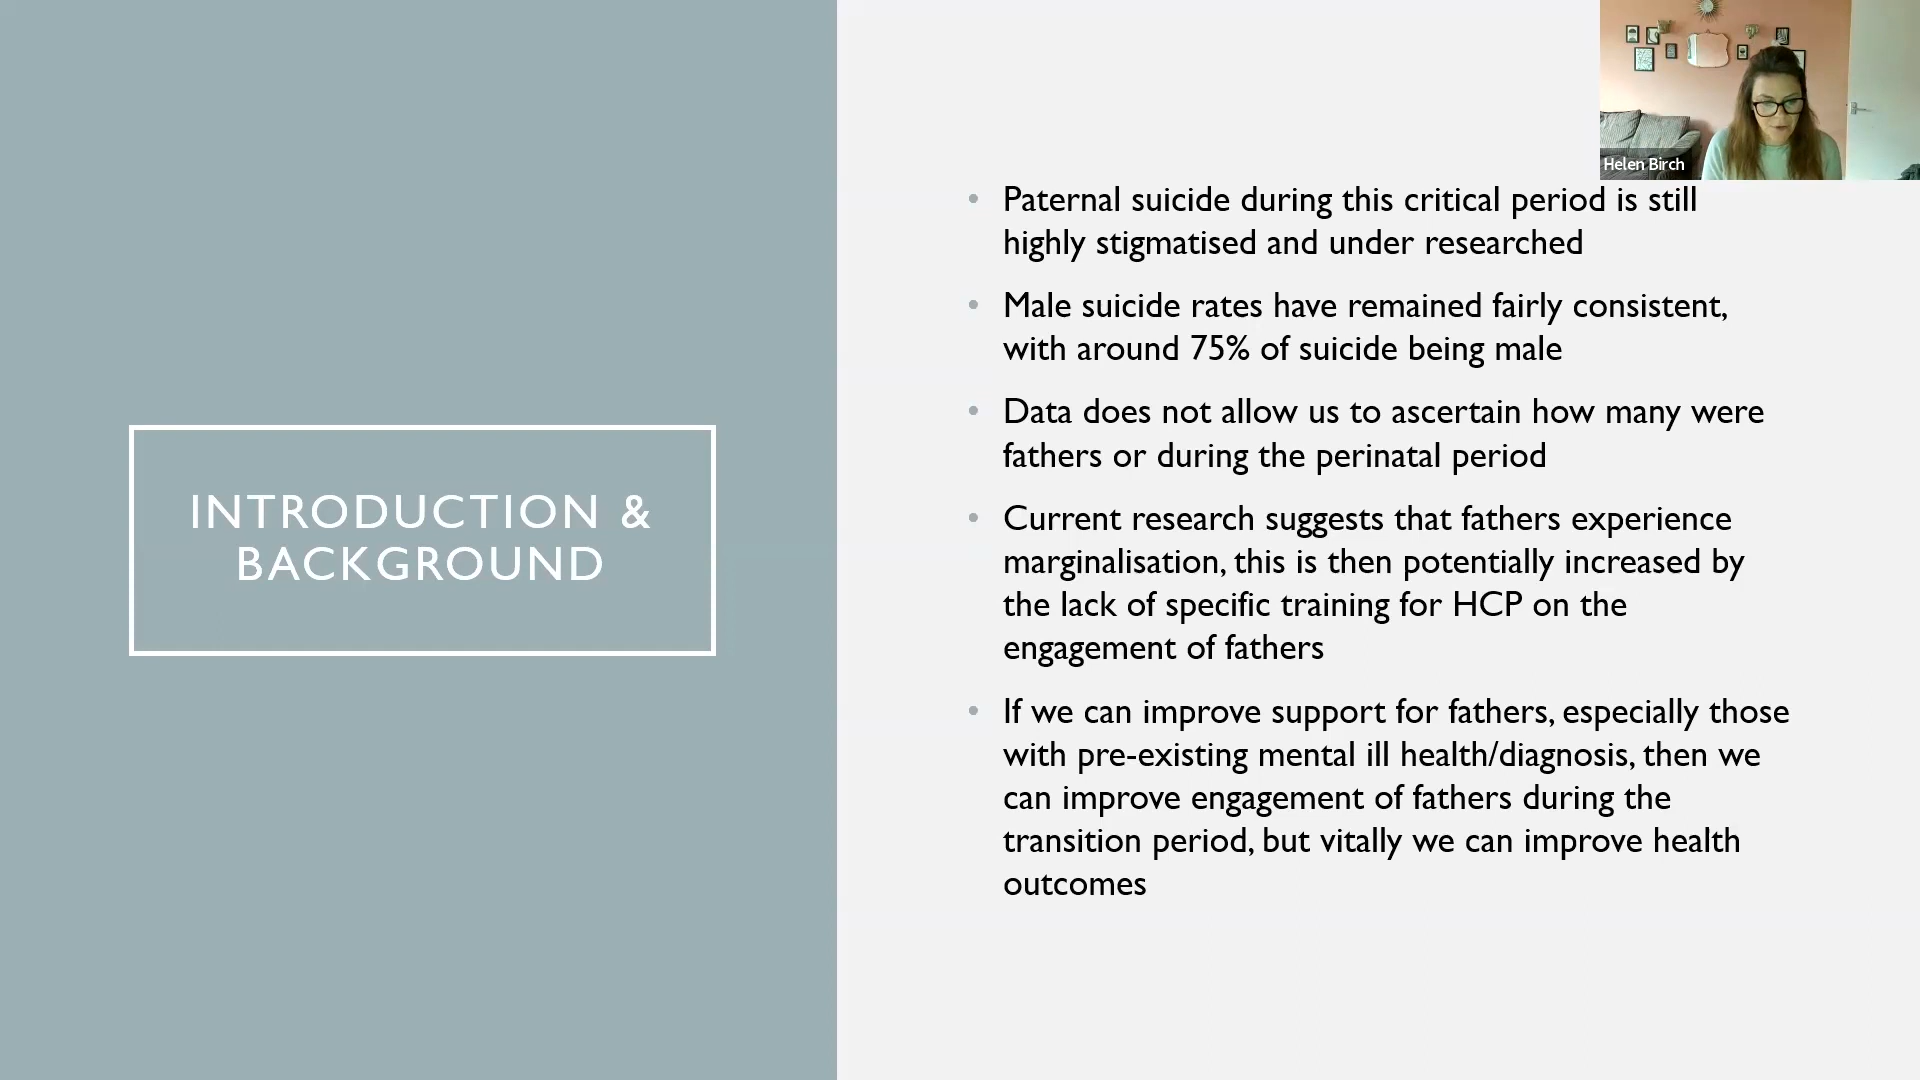 Helen Birch
INTRODUCTION &
BACKGROUND
• Paternal suicide during this critical period is still
highly stigmatised and under researched
• Male suicide rates have remained fairly consistent,
with around 75% of suicide being male
• Data does not allow us to ascertain how many were
fathers or during the perinatal period
• Current research suggests that fathers experience
marginalisation, this is then potentially increased by
the lack of specific training for HCP on the
engagement of fathers
• If we can improve support for fathers, especially those
with pre-existing mental ill health/diagnosis, then we
can improve engagement of fathers during the
transition period, but vitally we can improve health
outcomes